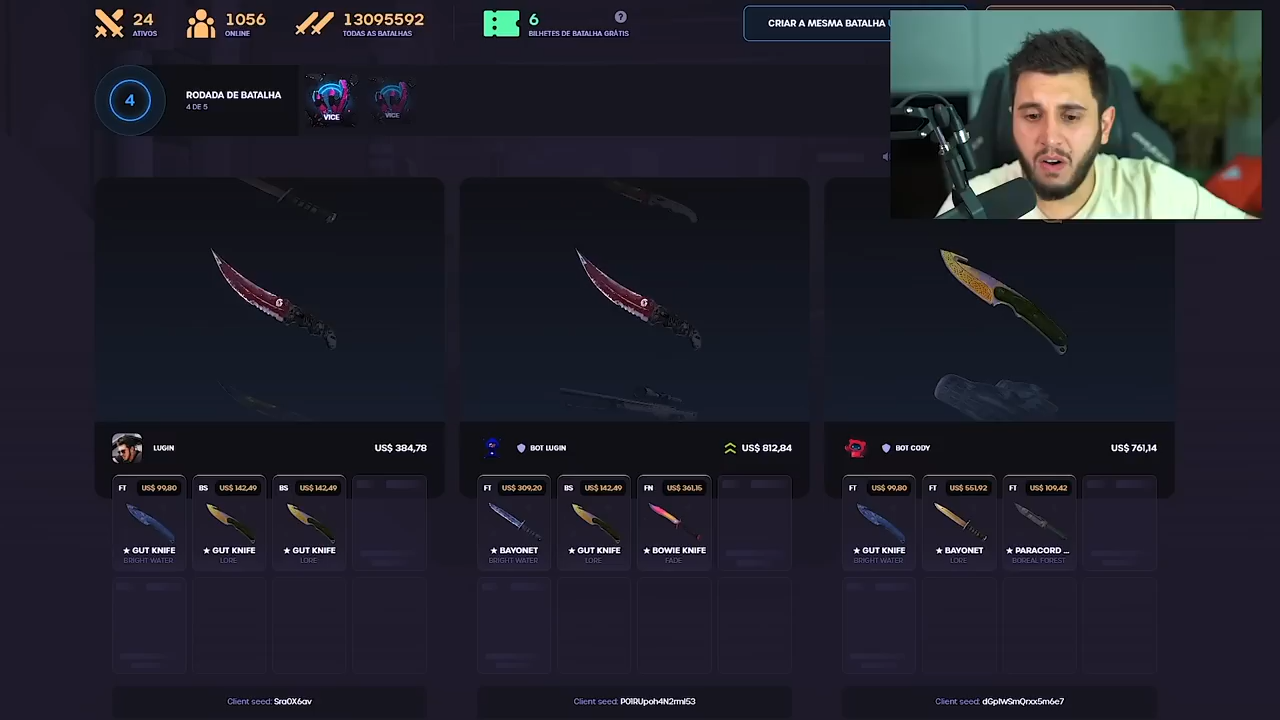 24
ATIVOS
1056
ONLINE
13095592
TODAS AS BATALHAS
6
BILHETES DE BATALHA GRÁTIS
?
CRIAR A MESMA BATALHA
4
RODADA DE BATALHA
4 DE 5
VICE
VICE
LUGIN
US$ 384,78
BOT LUGIN
US$ 812,84
BOT CODY
US$ 761,14
FT US$ 99,80
BS US$ 142,49
BS US$ 142,49
★ GUT KNIFE
BRIGHT WATER
★ GUT KNIFE
LORE
★ GUT KNIFE
LORE
FT US$ 309,20
BS US$ 142,49
FN US$ 361,15
★ BAYONET
BRIGHT WATER
★ GUT KNIFE
LORE
★ BOWIE KNIFE
FADE
FT US$ 99,80
FT US$ 551,92
FT US$ 109,42
★ GUT KNIFE
BRIGHT WATER
★ BAYONET
LORE
★ PARACORD ...
BOREAL FOREST
Client seed: Sra0X6av
Client seed: P01RUpoh4N2rml53
Client seed: dGplWSmQrxx5m6e7